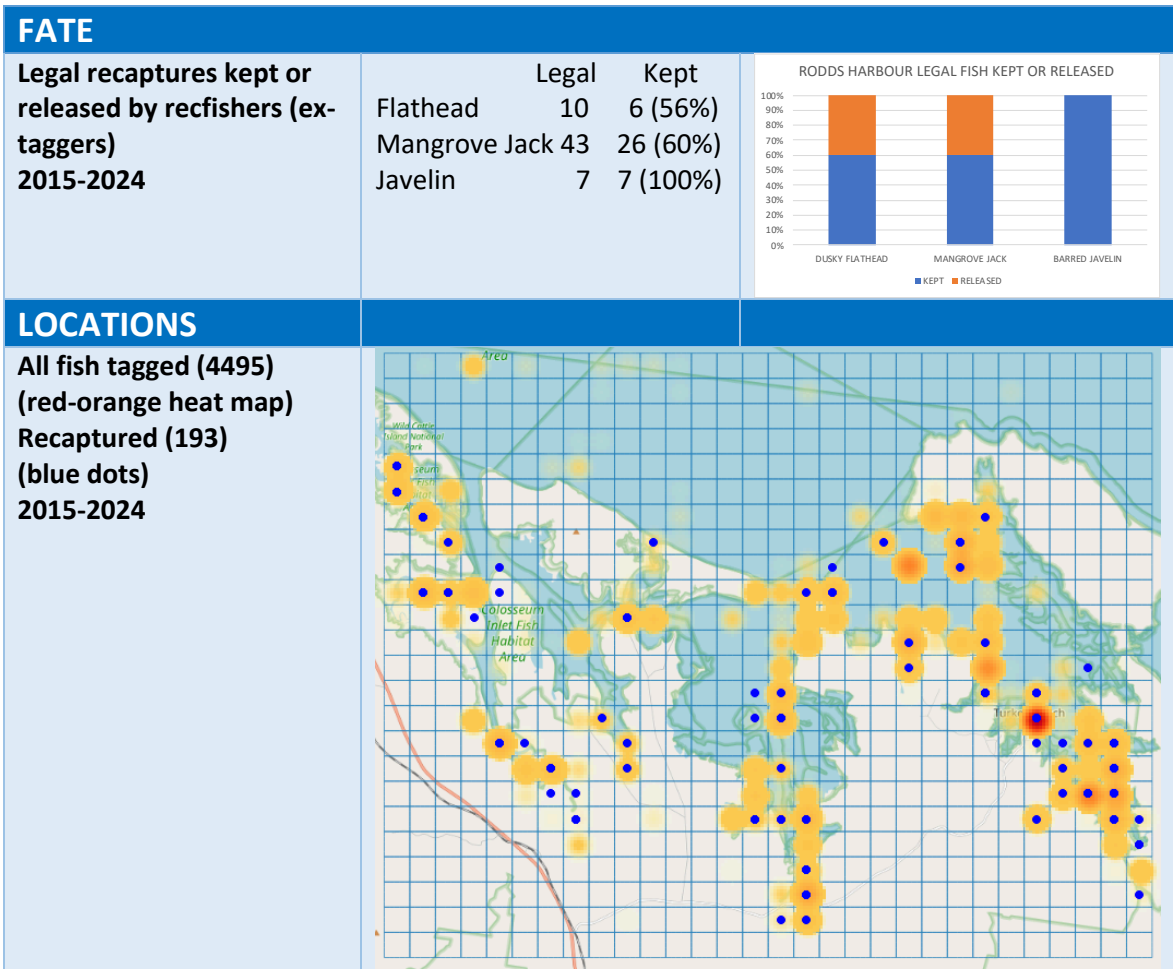 FATE
Legal recaptures kept or
released by recfishers (ex-
taggers)
2015-2024
Legal Kept
Flathead 10 6 (56%)
Mangrove Jack 43 26 (60%)
Javelin 7 7 (100%)
RODDS HARBOUR LEGAL FISH KEPT OR RELEASED
100%
90%
80%
70%
60%
50%
40%
30%
20%
10%
0%
DUSKY FLATHEAD MANGROVE JACK BARRED JAVELIN
KEPT RELEASED
LOCATIONS
All fish tagged (4495)
(red-orange heat map)
Recaptured (193)
(blue dots)
2015-2024
Area
Wild Cattle
Island National
Park
Colosseum
Inlet Fish
Habitat
Area